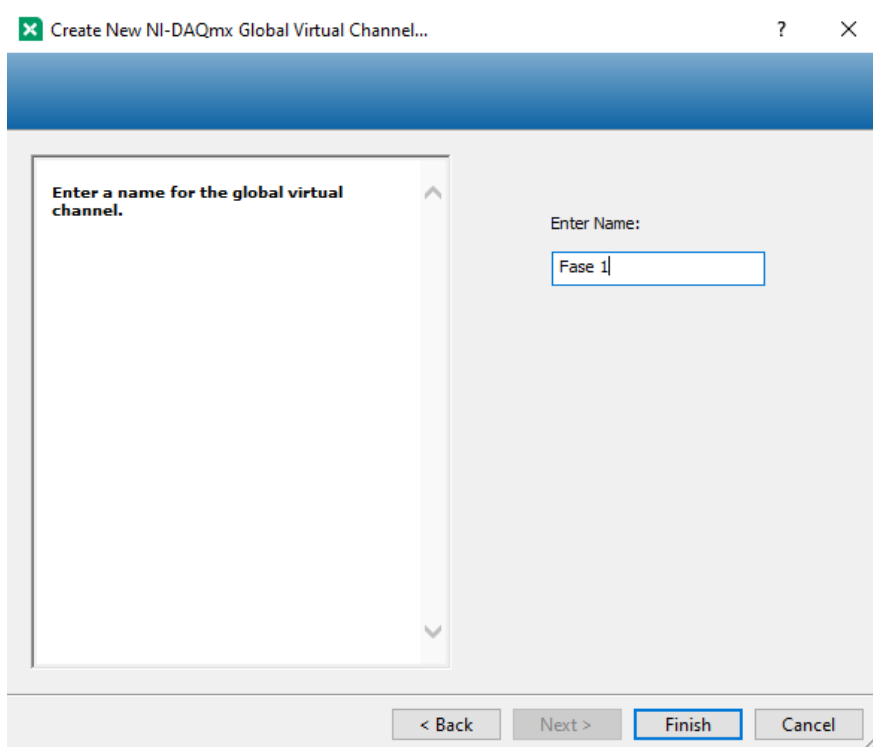 Create New NI-DAQmx Global Virtual Channel...
?
Enter a name for the global virtual
channel.
Enter Name:
Fase 1
< Back
Next >
Finish
Cancel